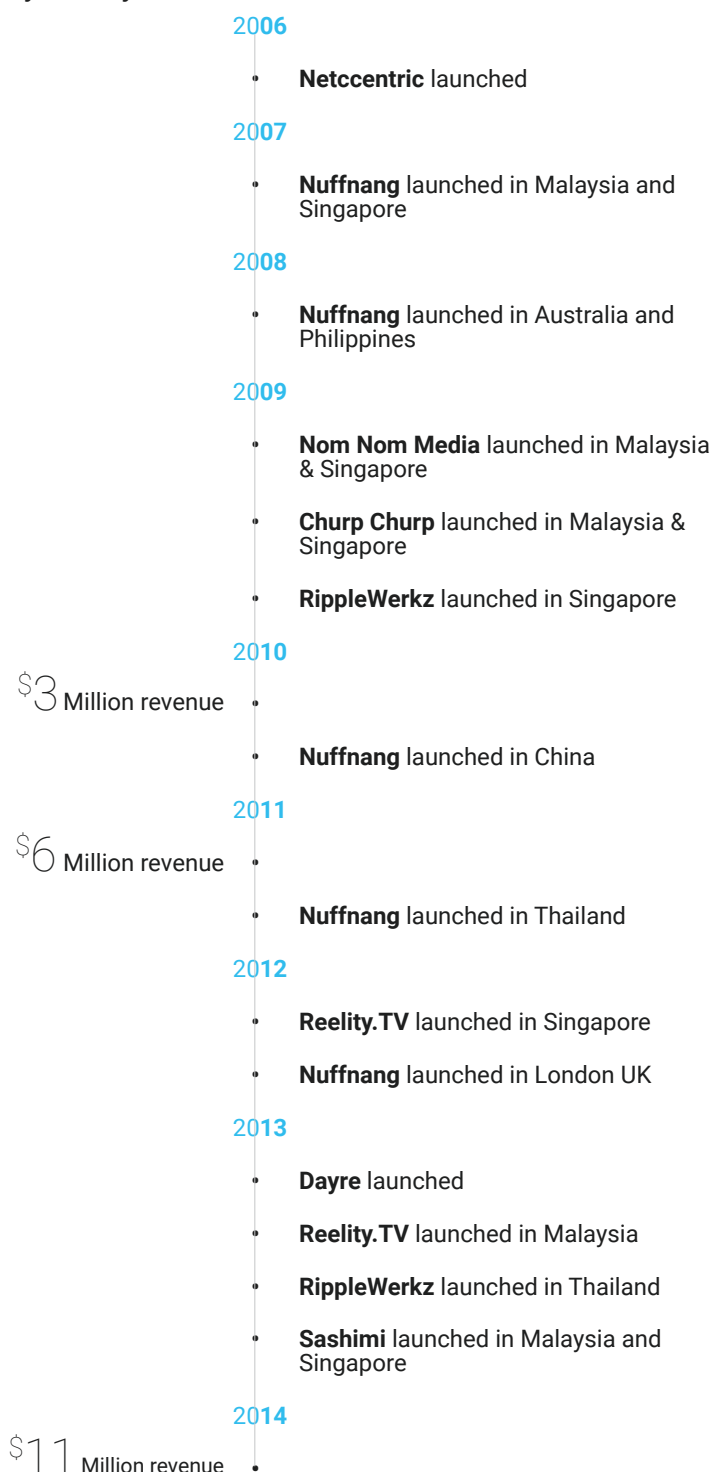 2006
Netccentric launched
2007
Nuffnang launched in Malaysia and
Singapore
2008
Nuffnang launched in Australia and
Philippines
2009
Nom Nom Media launched in Malaysia
& Singapore
Churp Churp launched in Malaysia &
Singapore
RippleWerkz launched in Singapore
2010
$3 Million revenue
Nuffnang launched in China
2011
$6 Million revenue
Nuffnang launched in Thailand
2012
Reelity.TV launched in Singapore
Nuffnang launched in London UK
2013
Dayre launched
Reelity.TV launched in Malaysia
RippleWerkz launched in Thailand
Sashimi launched in Malaysia and
Singapore
2014
$11 Million revenue